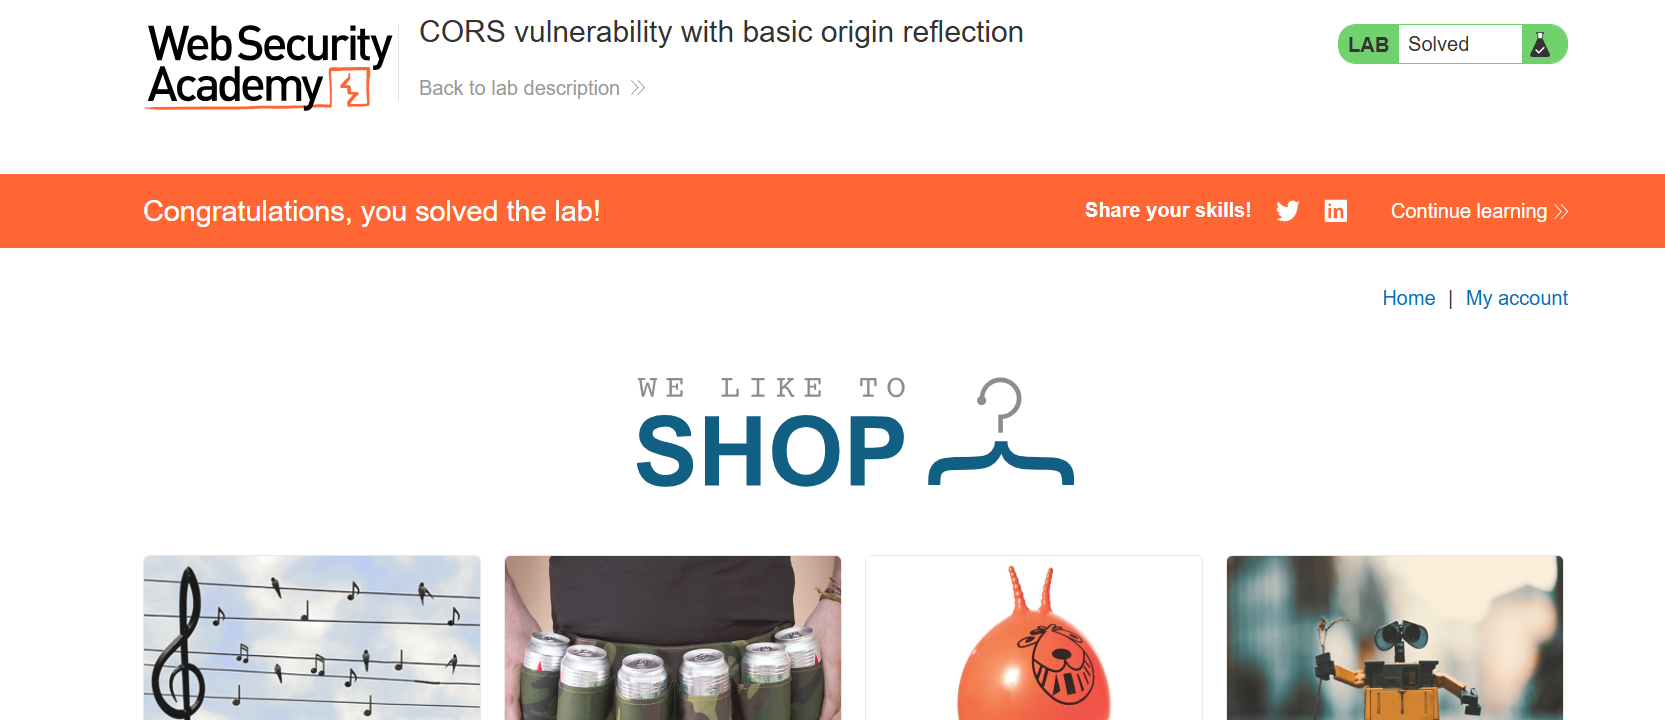 Web Security
Academy
CORS vulnerability with basic origin reflection
Back to lab description
LAB Solved
Congratulations, you solved the lab!
Share your skills!
Continue learning
Home | My account
WE LIKE TO
SHOP